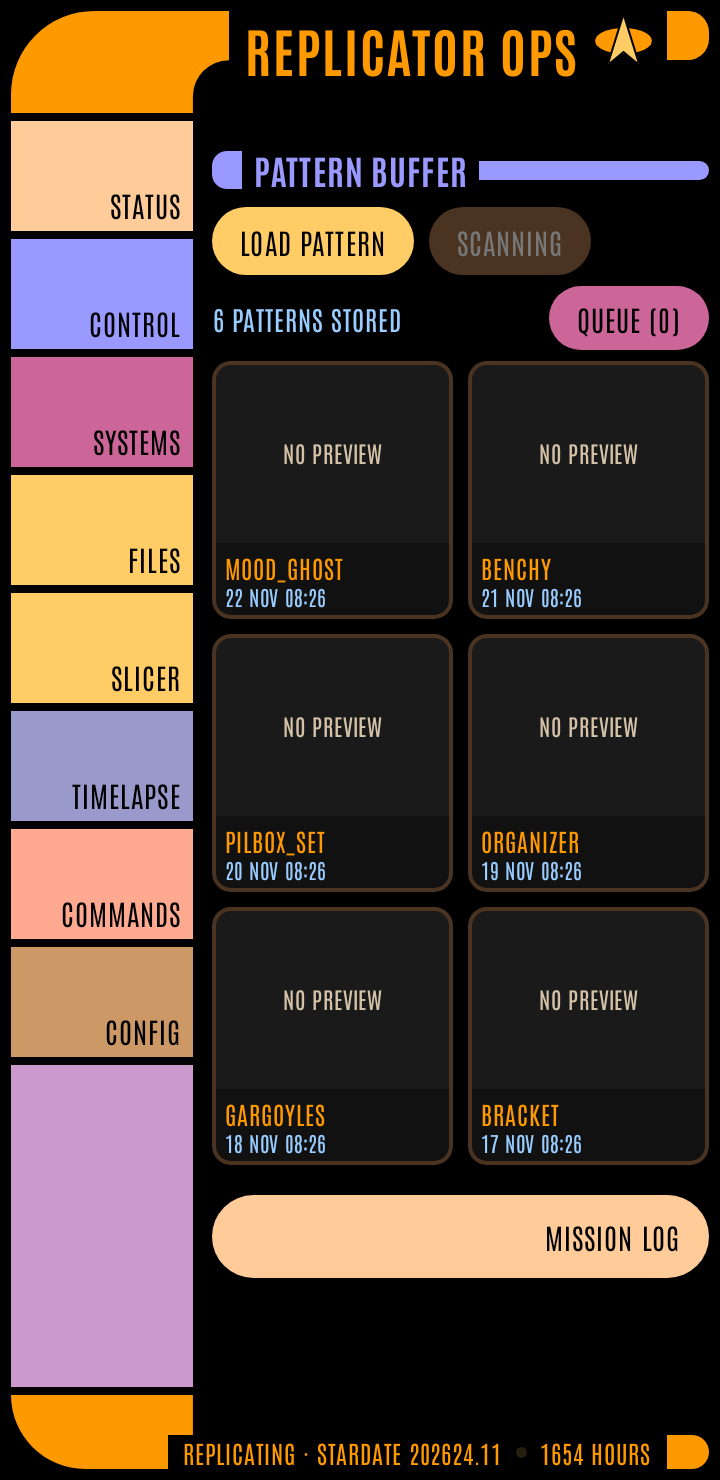 REPLICATOR OPS
STATUS
CONTROL
SYSTEMS
FILES
SLICER
TIMELAPSE
COMMANDS
CONFIG
PATTERN BUFFER
LOAD PATTERN
SCANNING
6 PATTERNS STORED
QUEUE (0)
NO PREVIEW
MOOD_GHOST
22 NOV 08:26
NO PREVIEW
BENCHY
21 NOV 08:26
NO PREVIEW
PILBOX_SET
20 NOV 08:26
NO PREVIEW
ORGANIZER
19 NOV 08:26
NO PREVIEW
GARGOYLES
18 NOV 08:26
NO PREVIEW
BRACKET
17 NOV 08:26
MISSION LOG
REPLICATING · STARDATE 202624.11
1654 HOURS